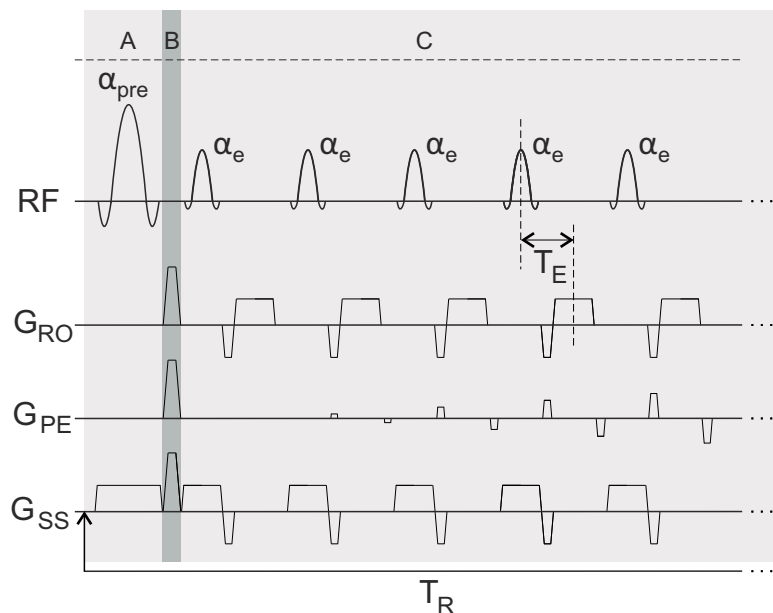 A B C
αpre
αe αe αe αe αe
RF
TE
GRO
GPE
GSS
TR